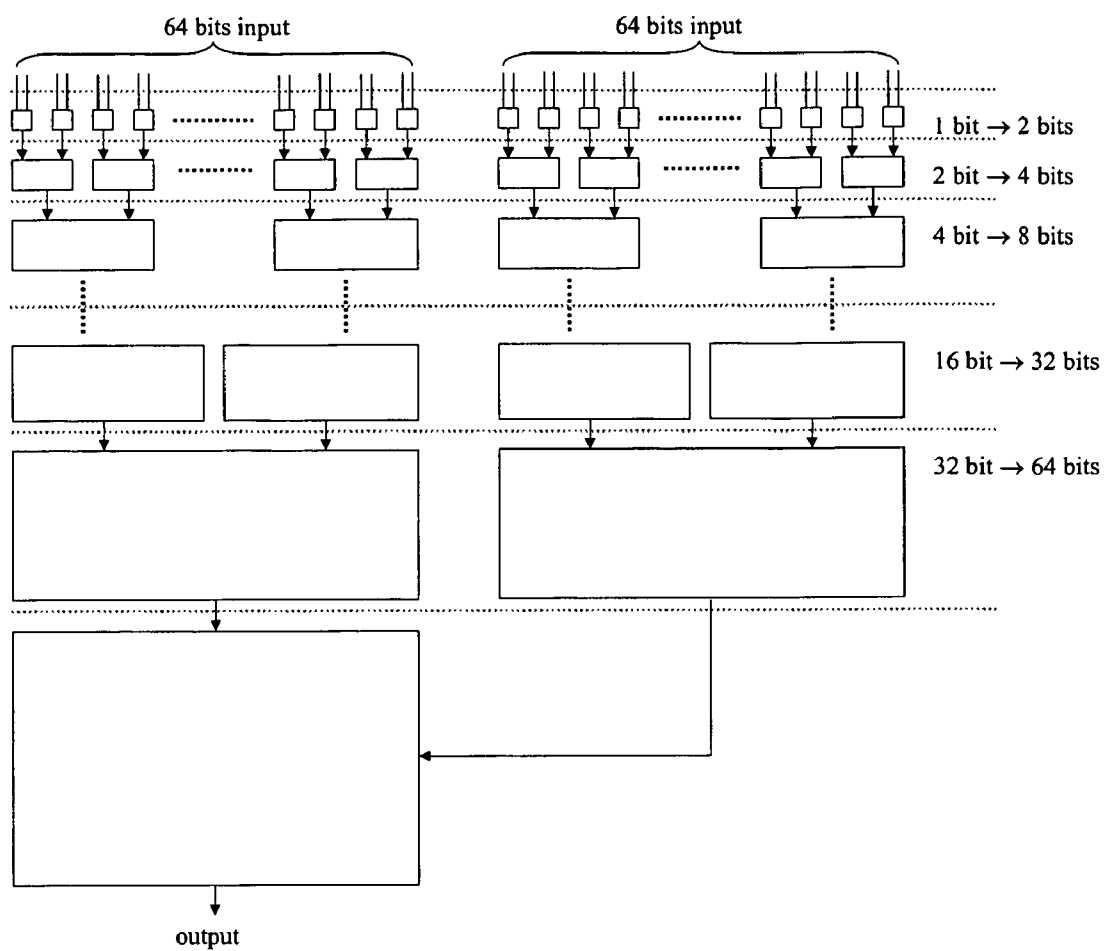 64 bits input
64 bits input
1 bit → 2 bits
2 bit → 4 bits
4 bit → 8 bits
16 bit → 32 bits
32 bit → 64 bits
output